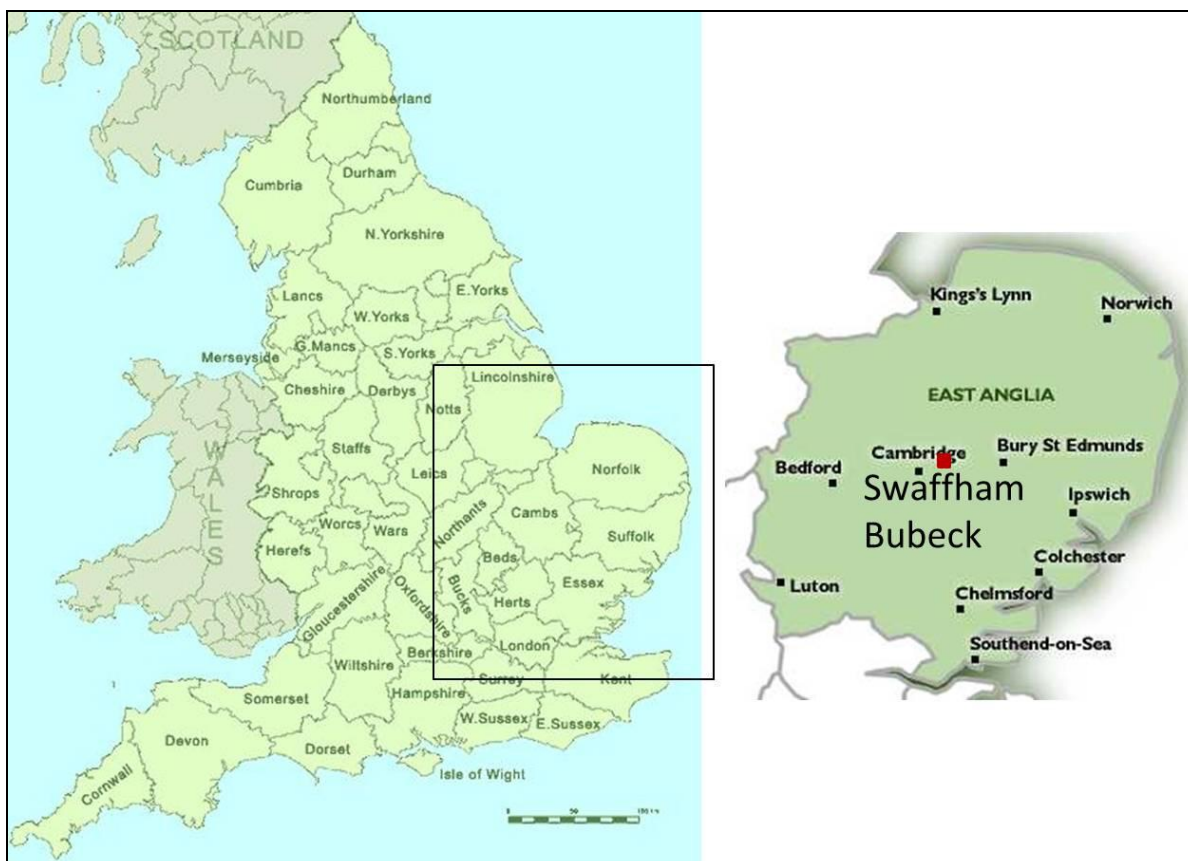 SCOTLAND
Northumberland
Durham
Cumbria
N.Yorkshire
Lancs
E.Yorks
W.Yorks
G.Mancs
S.Yorks
Merseyside
Lincolnshire
Cheshire
Derbys
Notts
WALES
Staffs
Leics
Norfolk
Shrops
Northants
Cambs
Worcs
Wars
Suffolk
Herefs
Beds
Gloucestershire
Oxfordshire
Bucks
Essex
Herts
London
Berkshire
Wiltshire
Surrey
Kent
Somerset
Hampshire
W.Sussex
E.Sussex
Devon
Dorset
Cornwall
Isle of Wight
Kings's Lynn
Norwich
EAST ANGLIA
Cambridge
Bury St Edmunds
Bedford
Swaffham
Bubeck
Ipswich
Colchester
Luton
Chelmsford
Southend-on-Sea